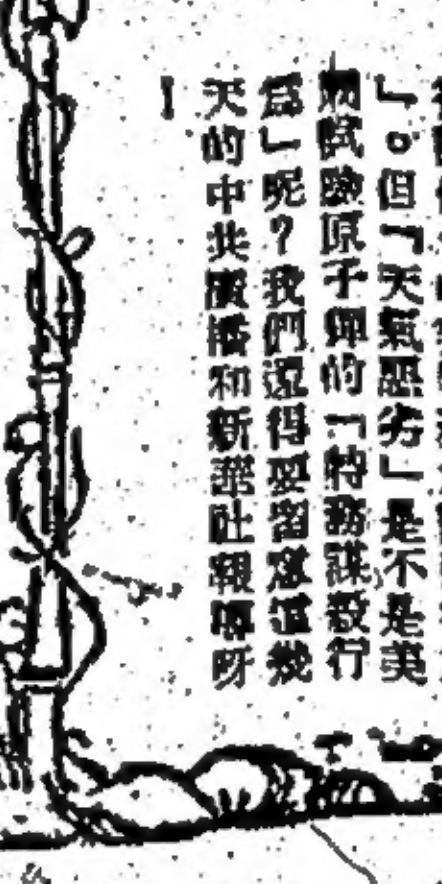 」。但「天氣惡劣」是不是美
國試驗原子彈的「特務謀殺行
爲」呢？我們還得要留意這幾
天的中共廣播和新華社報導呀
！